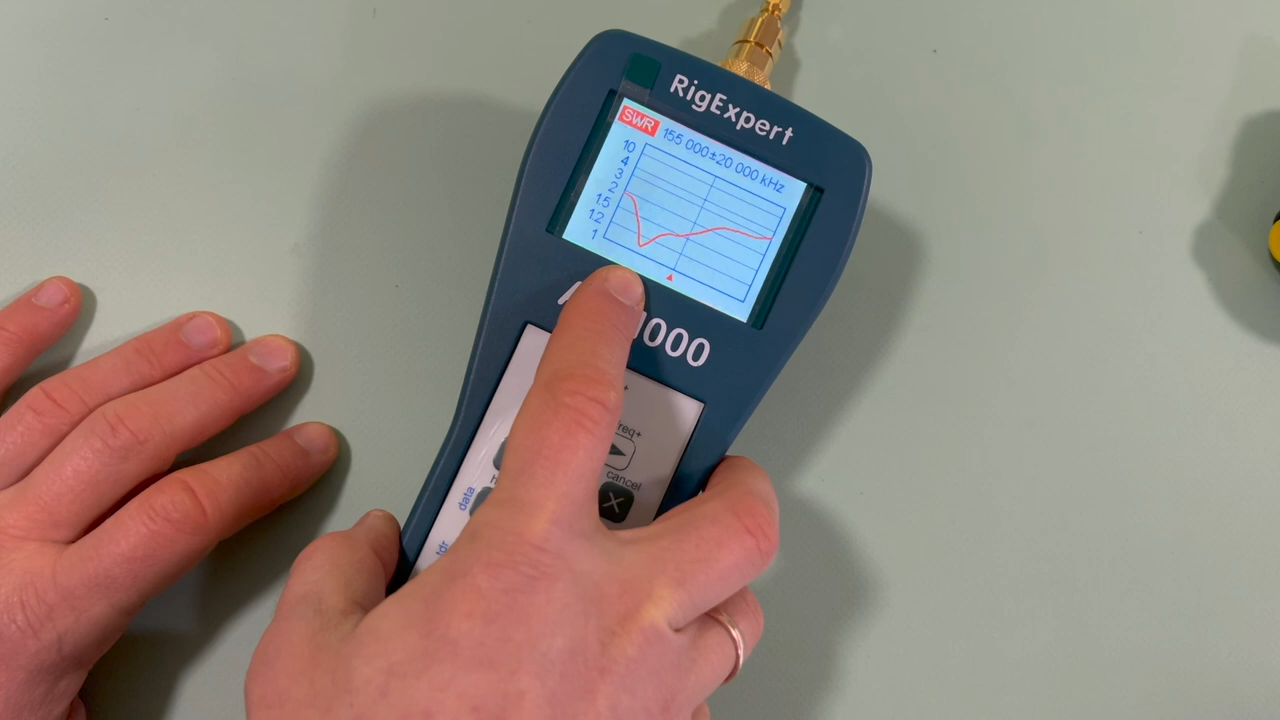 RigExpert
SWR 155 000±20 000 kHz
10
4
3
2
1.5
1.2
1
000
freq+
cancel
data
tdr